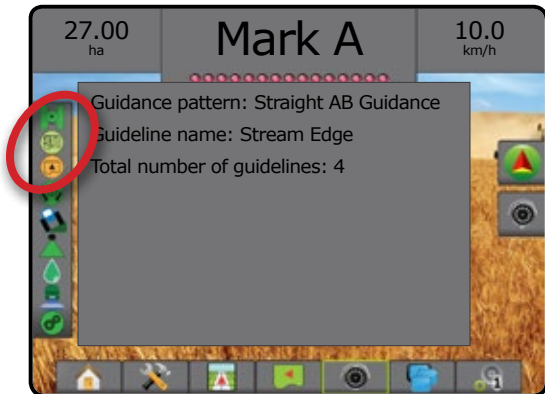 27.00
ha
Mark A
10.0
km/h
Guidance pattern: Straight AB Guidance
Guideline name: Stream Edge
Total number of guidelines: 4
1